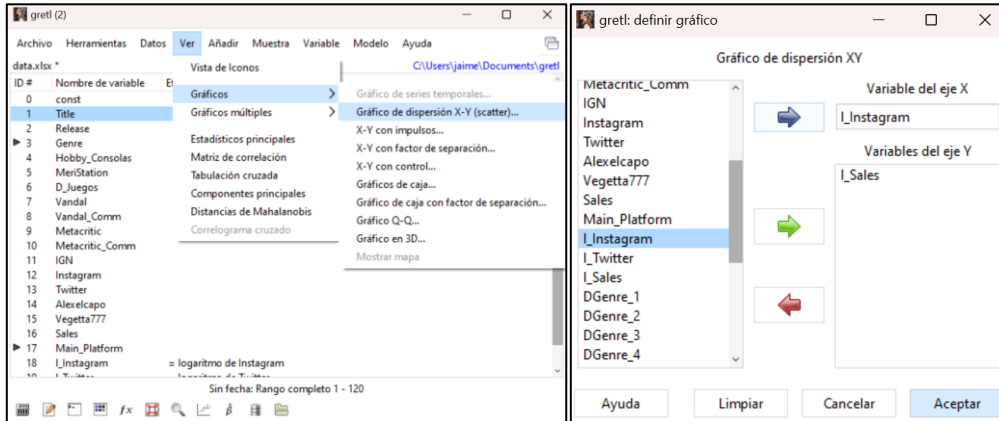 gretl (2)
Archivo Herramientas Datos Ver Añadir Muestra Variable Modelo Ayuda
data.xlsx * C:\Users\jaime\Documents\gretl
ID # Nombre de variable
0 const
1 Title
2 Release
3 Genre
4 Hobby_Consolas
5 MeriStation
6 D_Juegos
7 Vandal
8 Vandal_Comm
9 Metacritic
10 Metacritic_Comm
11 IGN
12 Instagram
13 Twitter
14 Alexelcapo
15 Vegetta777
16 Sales
17 Main_Platform
18 l_Instagram = logaritmo de Instagram
Vista de Iconos
Gráficos
Gráficos múltiples
Estadísticos principales
Matriz de correlación
Tabulación cruzada
Componentes principales
Distancias de Mahalanobis
Correlograma cruzado
Gráfico de series temporales...
Gráfico de dispersión X-Y (scatter)...
X-Y con impulsos...
X-Y con factor de separación...
X-Y con control...
Gráficos de caja...
Gráfico de caja con factor de separación...
Gráfico Q-Q...
Gráfico en 3D...
Mostrar mapa
Sin fecha: Rango completo 1 - 120
gretl: definir gráfico
Gráfico de dispersión XY
Metacritic_Comm
IGN
Instagram
Twitter
Alexelcapo
Vegetta777
Sales
Main_Platform
l_Instagram
l_Twitter
l_Sales
DGenre_1
DGenre_2
DGenre_3
DGenre_4
Variable del eje X
l_Instagram
Variables del eje Y
l_Sales
Ayuda Limpiar Cancelar Aceptar